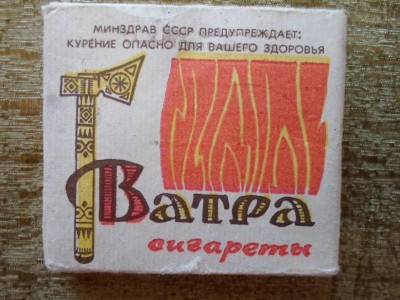 МИНЗДРАВ СССР ПРЕДУПРЕЖДАЕТ:
КУРЕНИЕ ОПАСНО ДЛЯ ВАШЕГО ЗДОРОВЬЯ
Ватра
сигареты